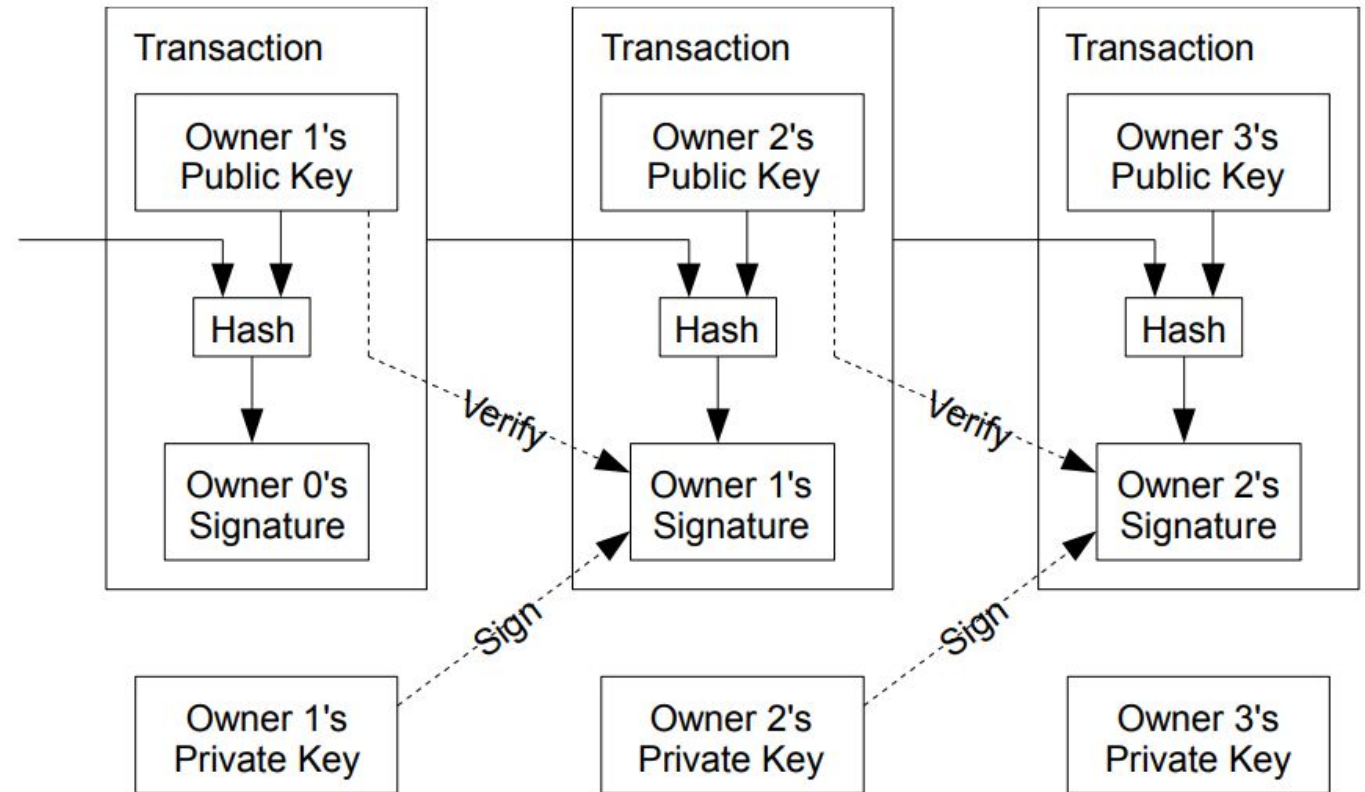 Transaction
Transaction
Transaction
Owner 1's
Public Key
Owner 2's
Public Key
Owner 3's
Public Key
Hash
Hash
Hash
Verify
Verify
Owner 0's
Signature
Owner 1's
Signature
Owner 2's
Signature
Sign
Sign
Owner 1's
Private Key
Owner 2's
Private Key
Owner 3's
Private Key